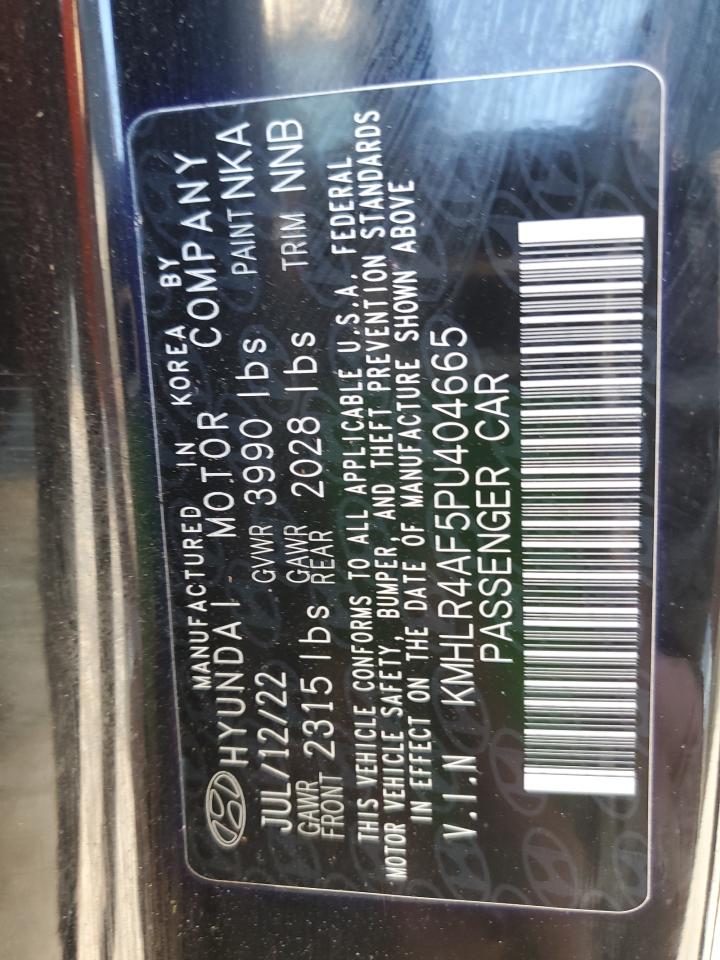 MANUFACTURED IN KOREA BY
HYUNDAI MOTOR COMPANY
JUL/12/22 GVWR 3990 lbs PAINT NKA
GAWR FRONT 2315 lbs GAWR REAR 2028 lbs TRIM NNB
THIS VEHICLE CONFORMS TO ALL APPLICABLE U.S.A. FEDERAL
MOTOR VEHICLE SAFETY, BUMPER, AND THEFT PREVENTION STANDARDS
IN EFFECT ON THE DATE OF MANUFACTURE SHOWN ABOVE
V.I.N KMHLR4AF5PU404665
PASSENGER CAR